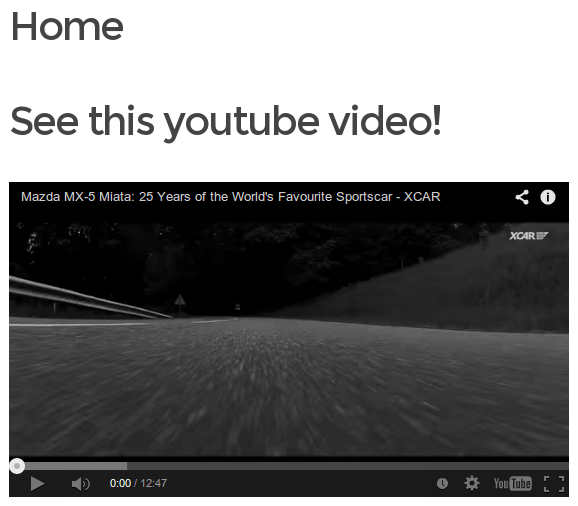 Home
See this youtube video!
Mazda MX-5 Miata: 25 Years of the World's Favourite Sportscar - XCAR
XCAR
0:00 / 12:47
YouTube